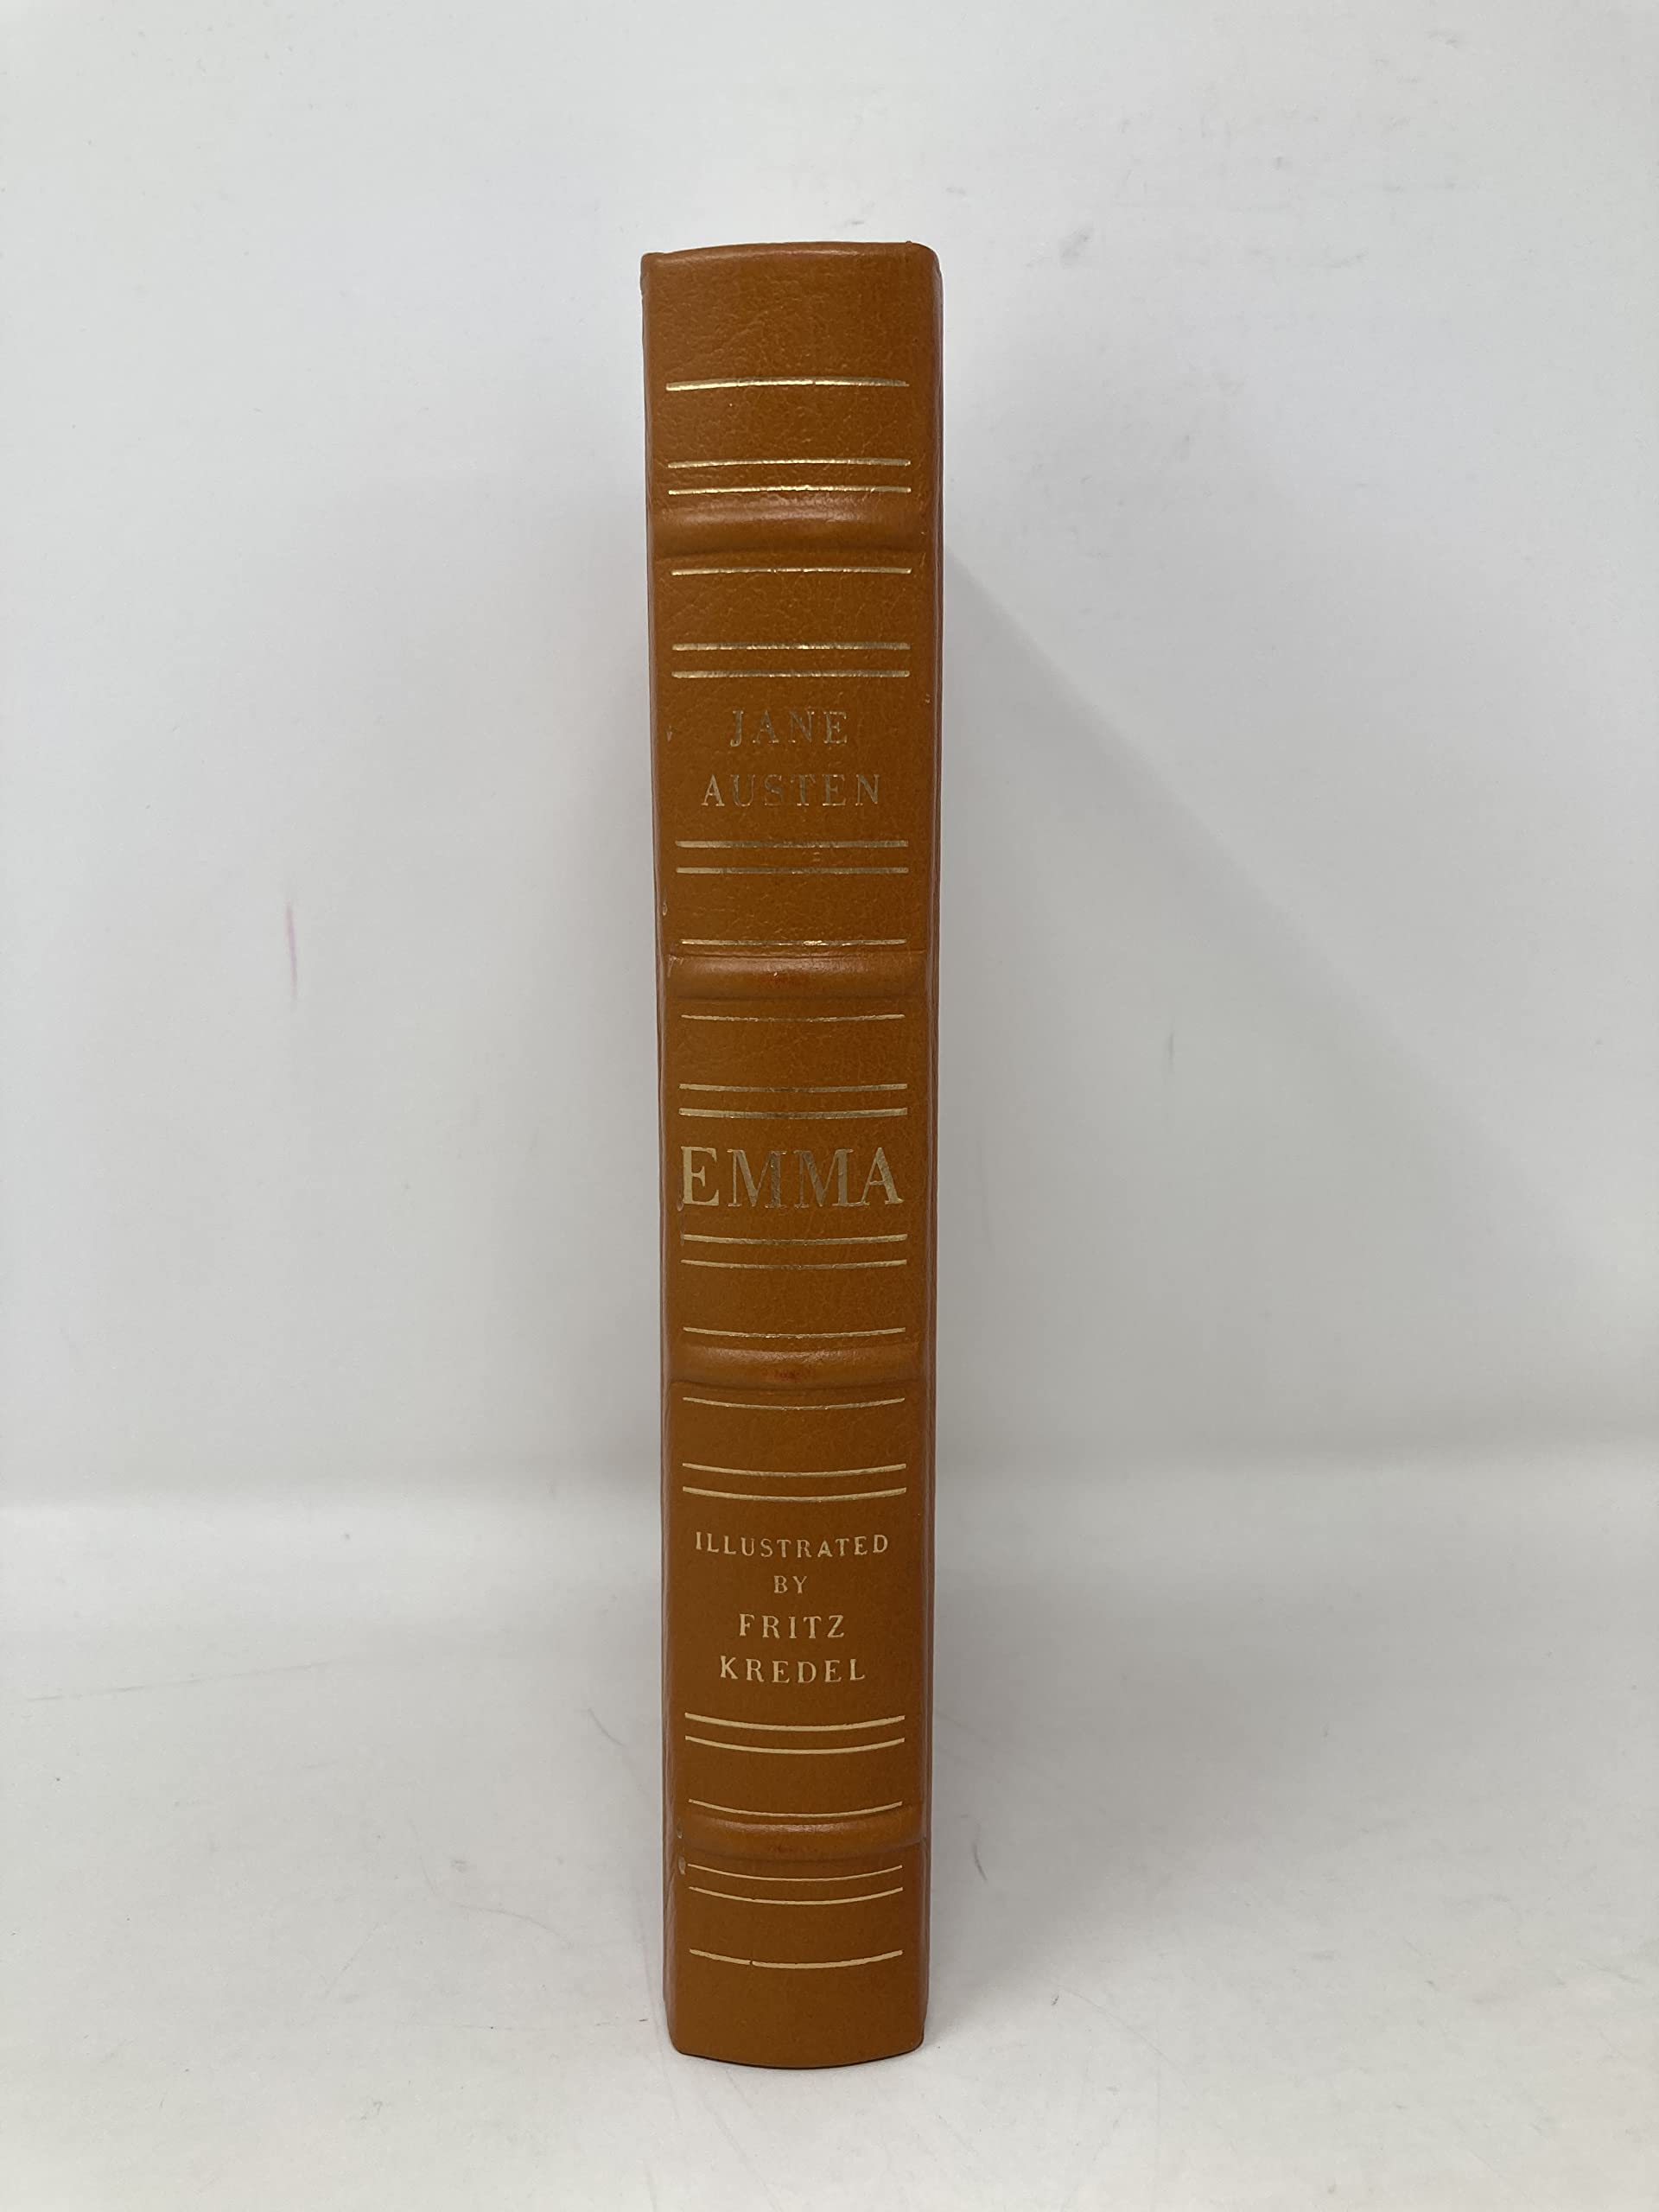 JANE
AUSTEN
EMMA
ILLUSTRATED
BY
FRITZ
KREDEL